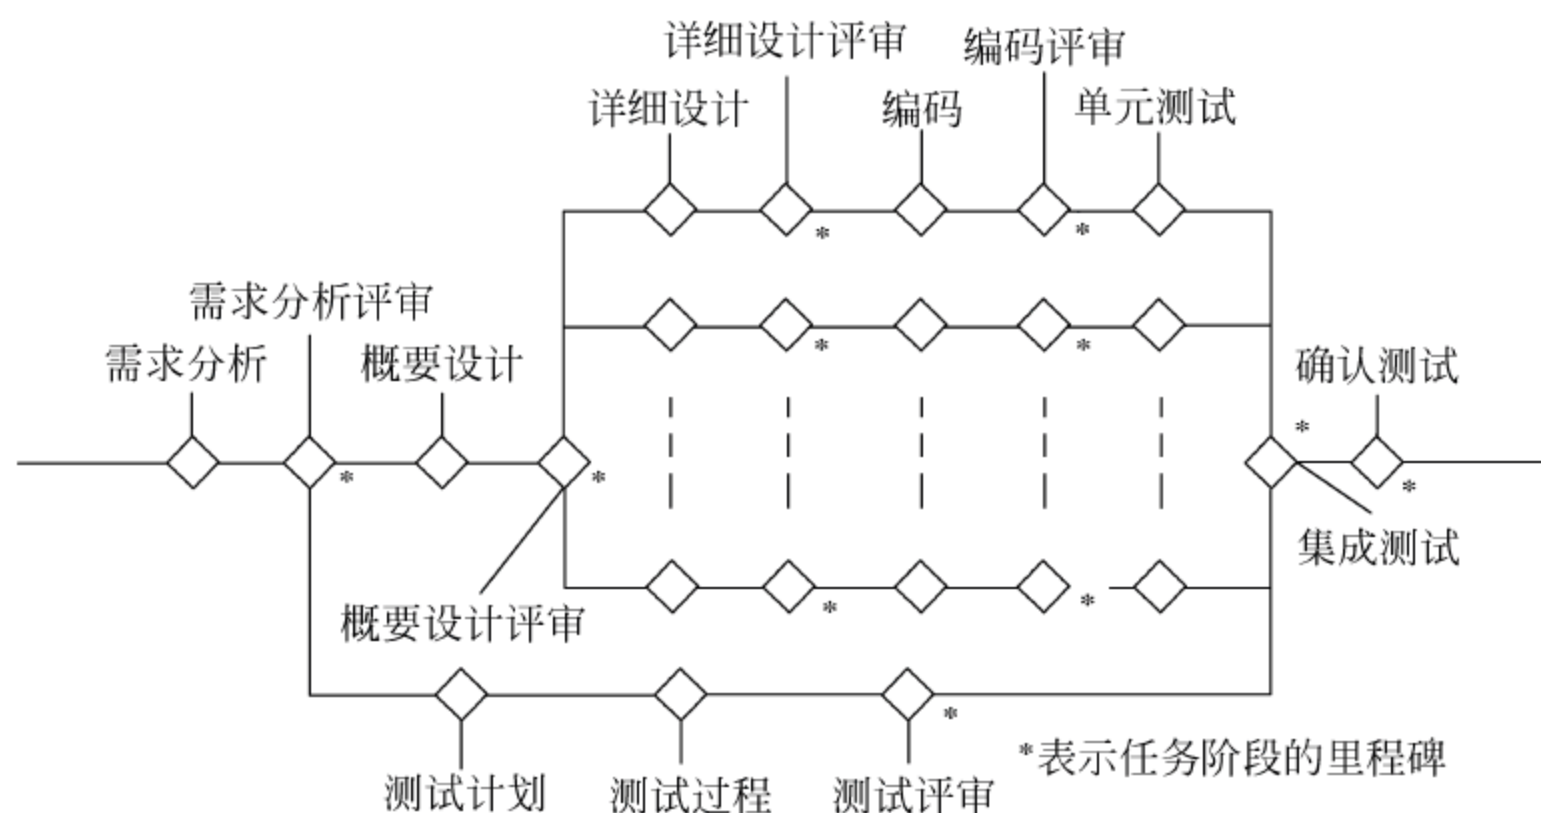 详细设计评审
编码评审
详细设计
编码
单元测试
*
*
需求分析评审
需求分析
概要设计
*
*
确认测试
*
*
*
*
集成测试
概要设计评审
*
*
*
*表示任务阶段的里程碑
测试计划
测试过程
测试评审